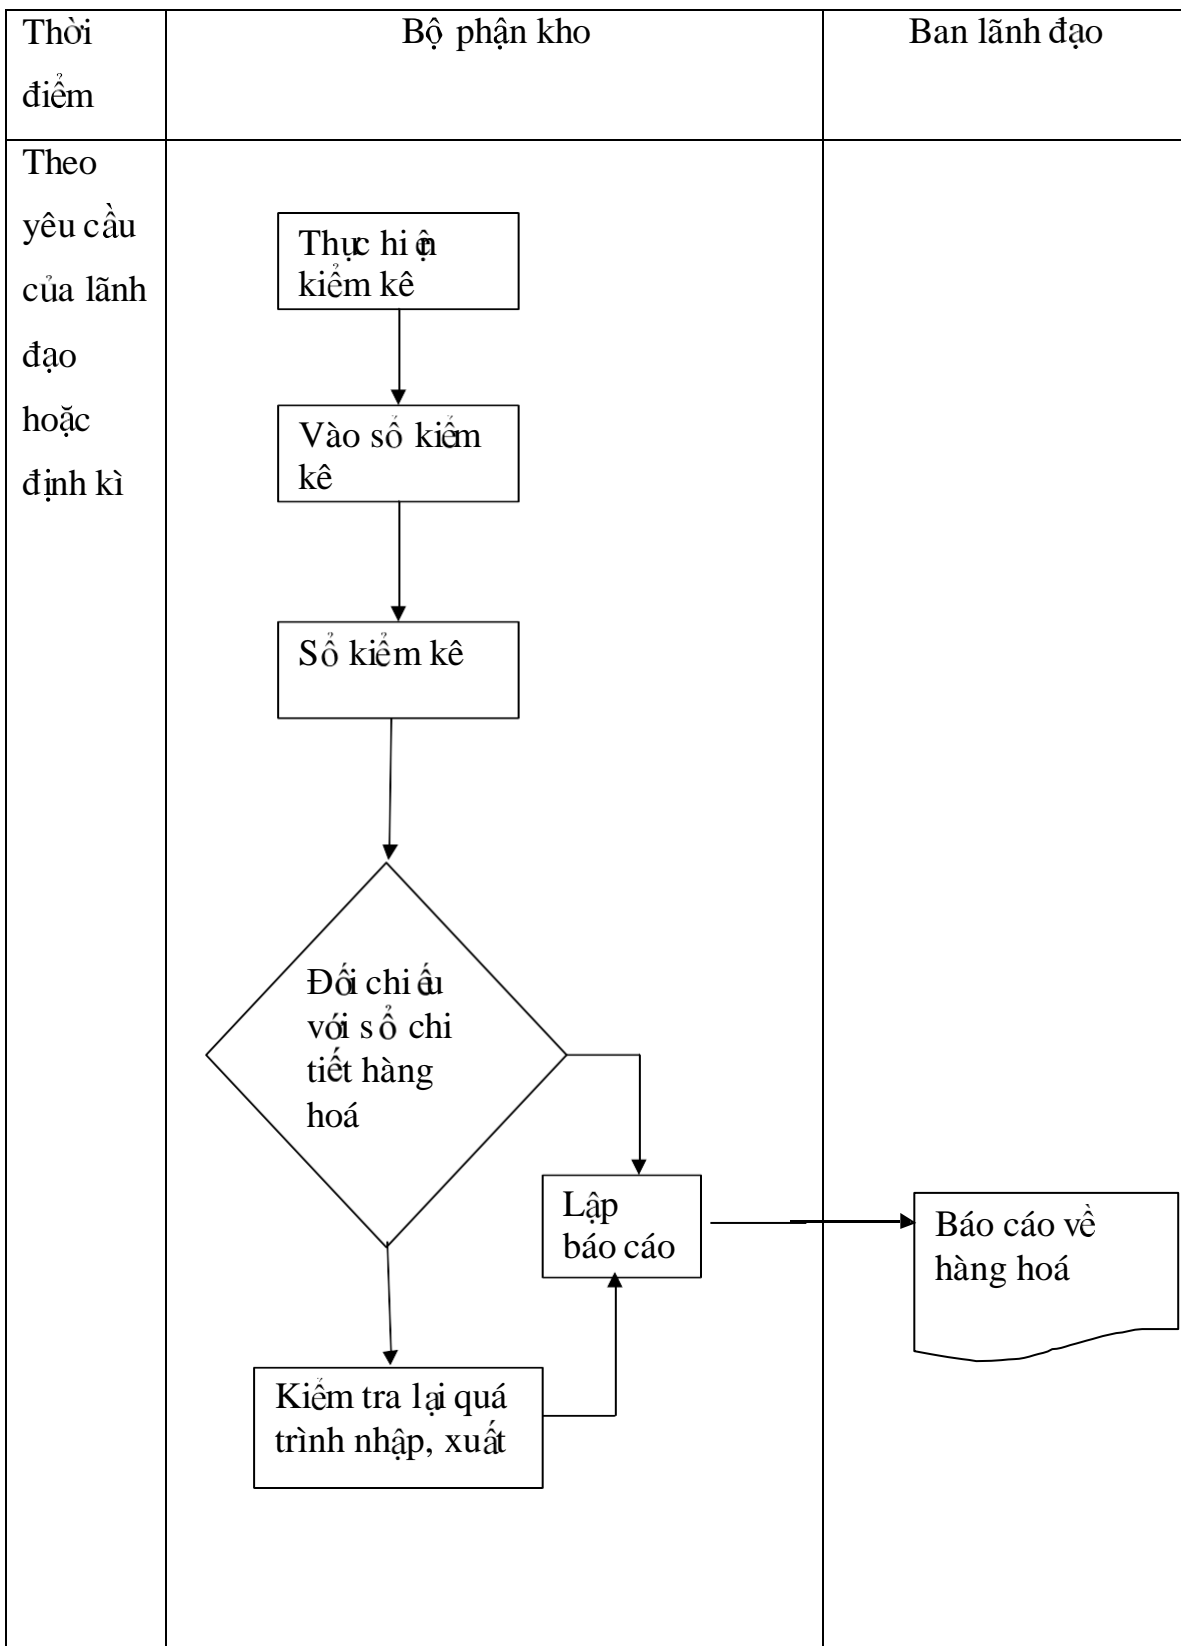 Thời
điểm
Bộ phận kho
Ban lãnh đạo
Theo
yêu cầu
của lãnh
đạo
hoặc
định kì
Thực hiện
kiểm kê
Vào sổ kiểm
kê
Sổ kiểm kê
Đối chiếu
với sổ chi
tiết hàng
hoá
Lập
báo cáo
Báo cáo về
hàng hoá
Kiểm tra lại quá
trình nhập, xuất